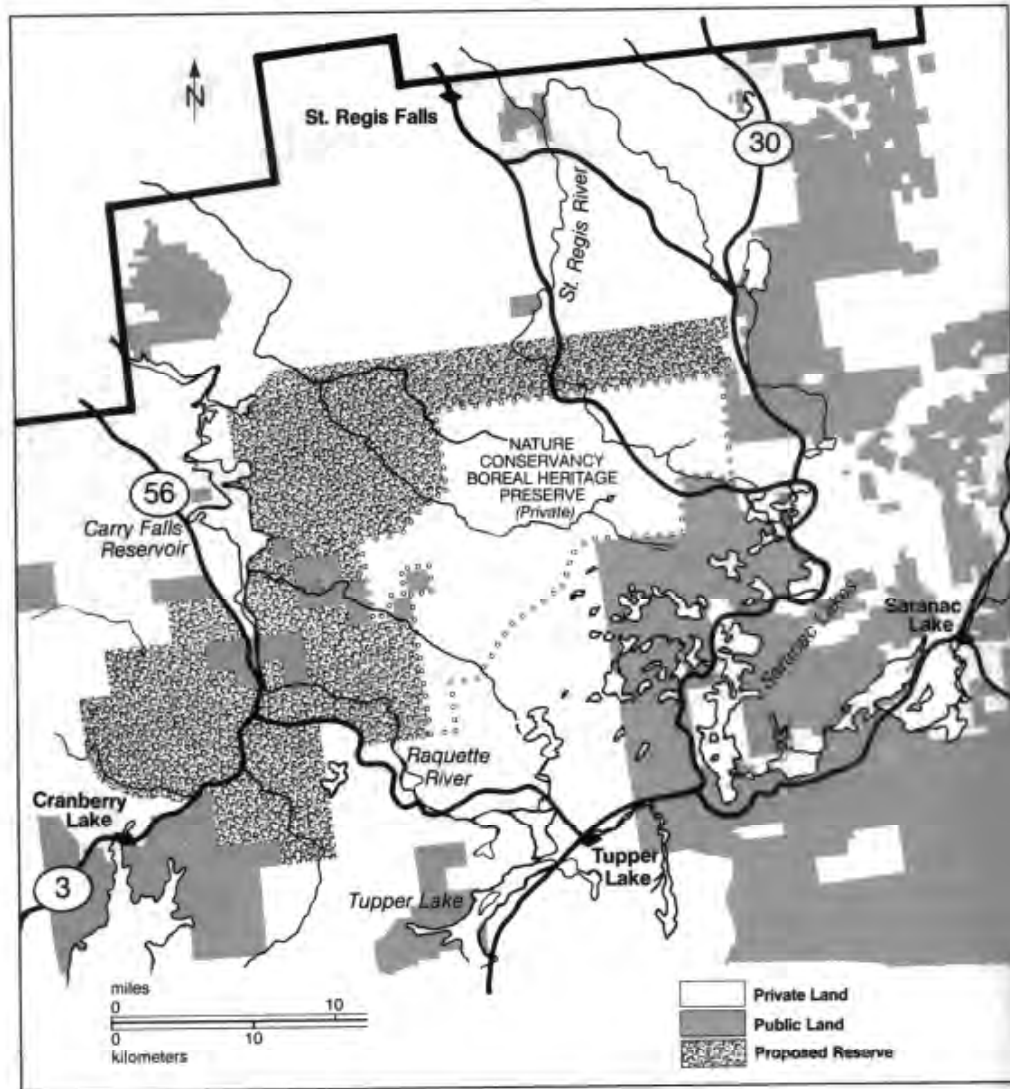 N
St. Regis Falls
30
St. Regis River
NATURE
CONSERVANCY
BOREAL HERITAGE
PRESERVE
(Private)
56
Carry Falls
Reservoir
Saranac Lakes
Saranac
Lake
Raquette
River
Cranberry
Lake
3
Tupper
Lake
Tupper Lake
miles
0 10
0 10
kilometers
Private Land
Public Land
Proposed Reserve